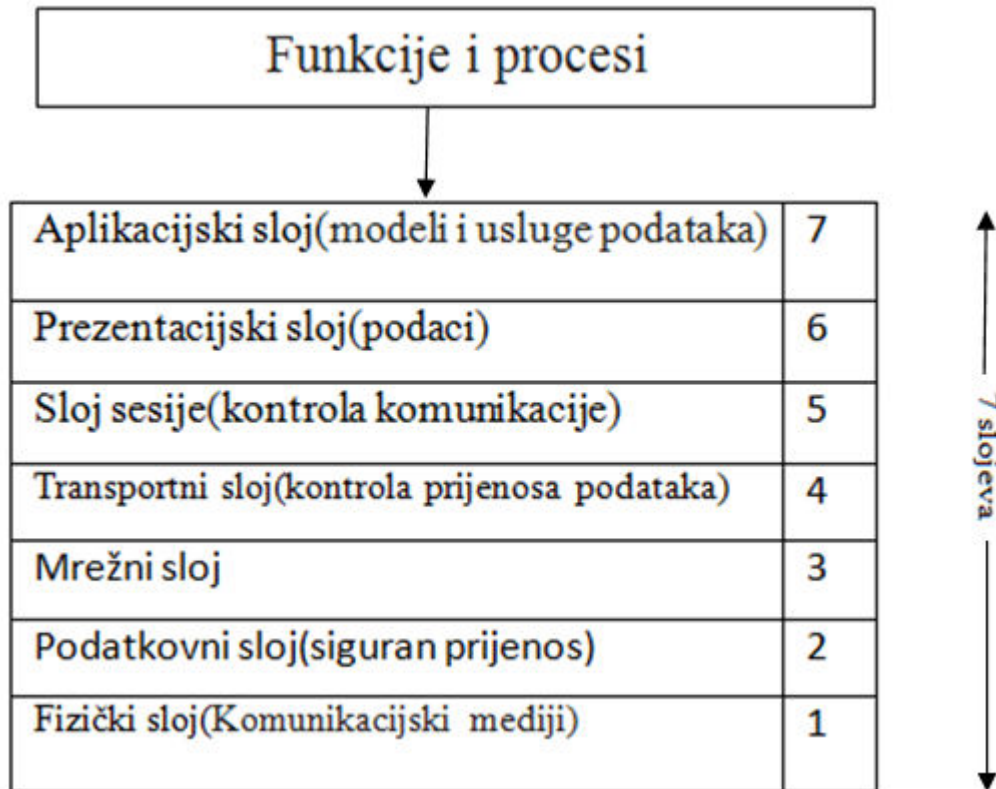 Funkcije i procesi
Aplikacijski sloj(modeli i usluge podataka) 7
Prezentacijski sloj(podaci) 6
Sloj sesije(kontrola komunikacije) 5
Transportni sloj(kontrola prijenosa podataka) 4
Mrežni sloj 3
Podatkovni sloj(siguran prijenos) 2
Fizički sloj(Komunikacijski mediji) 1
7 slojeva